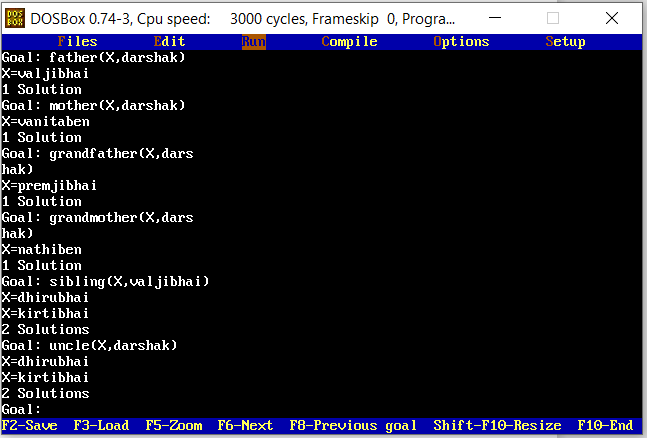 DOS BOX DOSBox 0.74-3, Cpu speed: 3000 cycles, Frameskip 0, Progra...
Files Edit Run Compile Options Setup
Goal: father(X,darshak)
X=valjibhai
1 Solution
Goal: mother(X,darshak)
X=vanitaben
1 Solution
Goal: grandfather(X,dars
hak)
X=premjibhai
1 Solution
Goal: grandmother(X,dars
hak)
X=nathiben
1 Solution
Goal: sibling(X,valjibhai)
X=dhirubhai
X=kirtibhai
2 Solutions
Goal: uncle(X,darshak)
X=dhirubhai
X=kirtibhai
2 Solutions
Goal:
F2-Save F3-Load F5-Zoom F6-Next F8-Previous goal Shift-F10-Resize F10-End